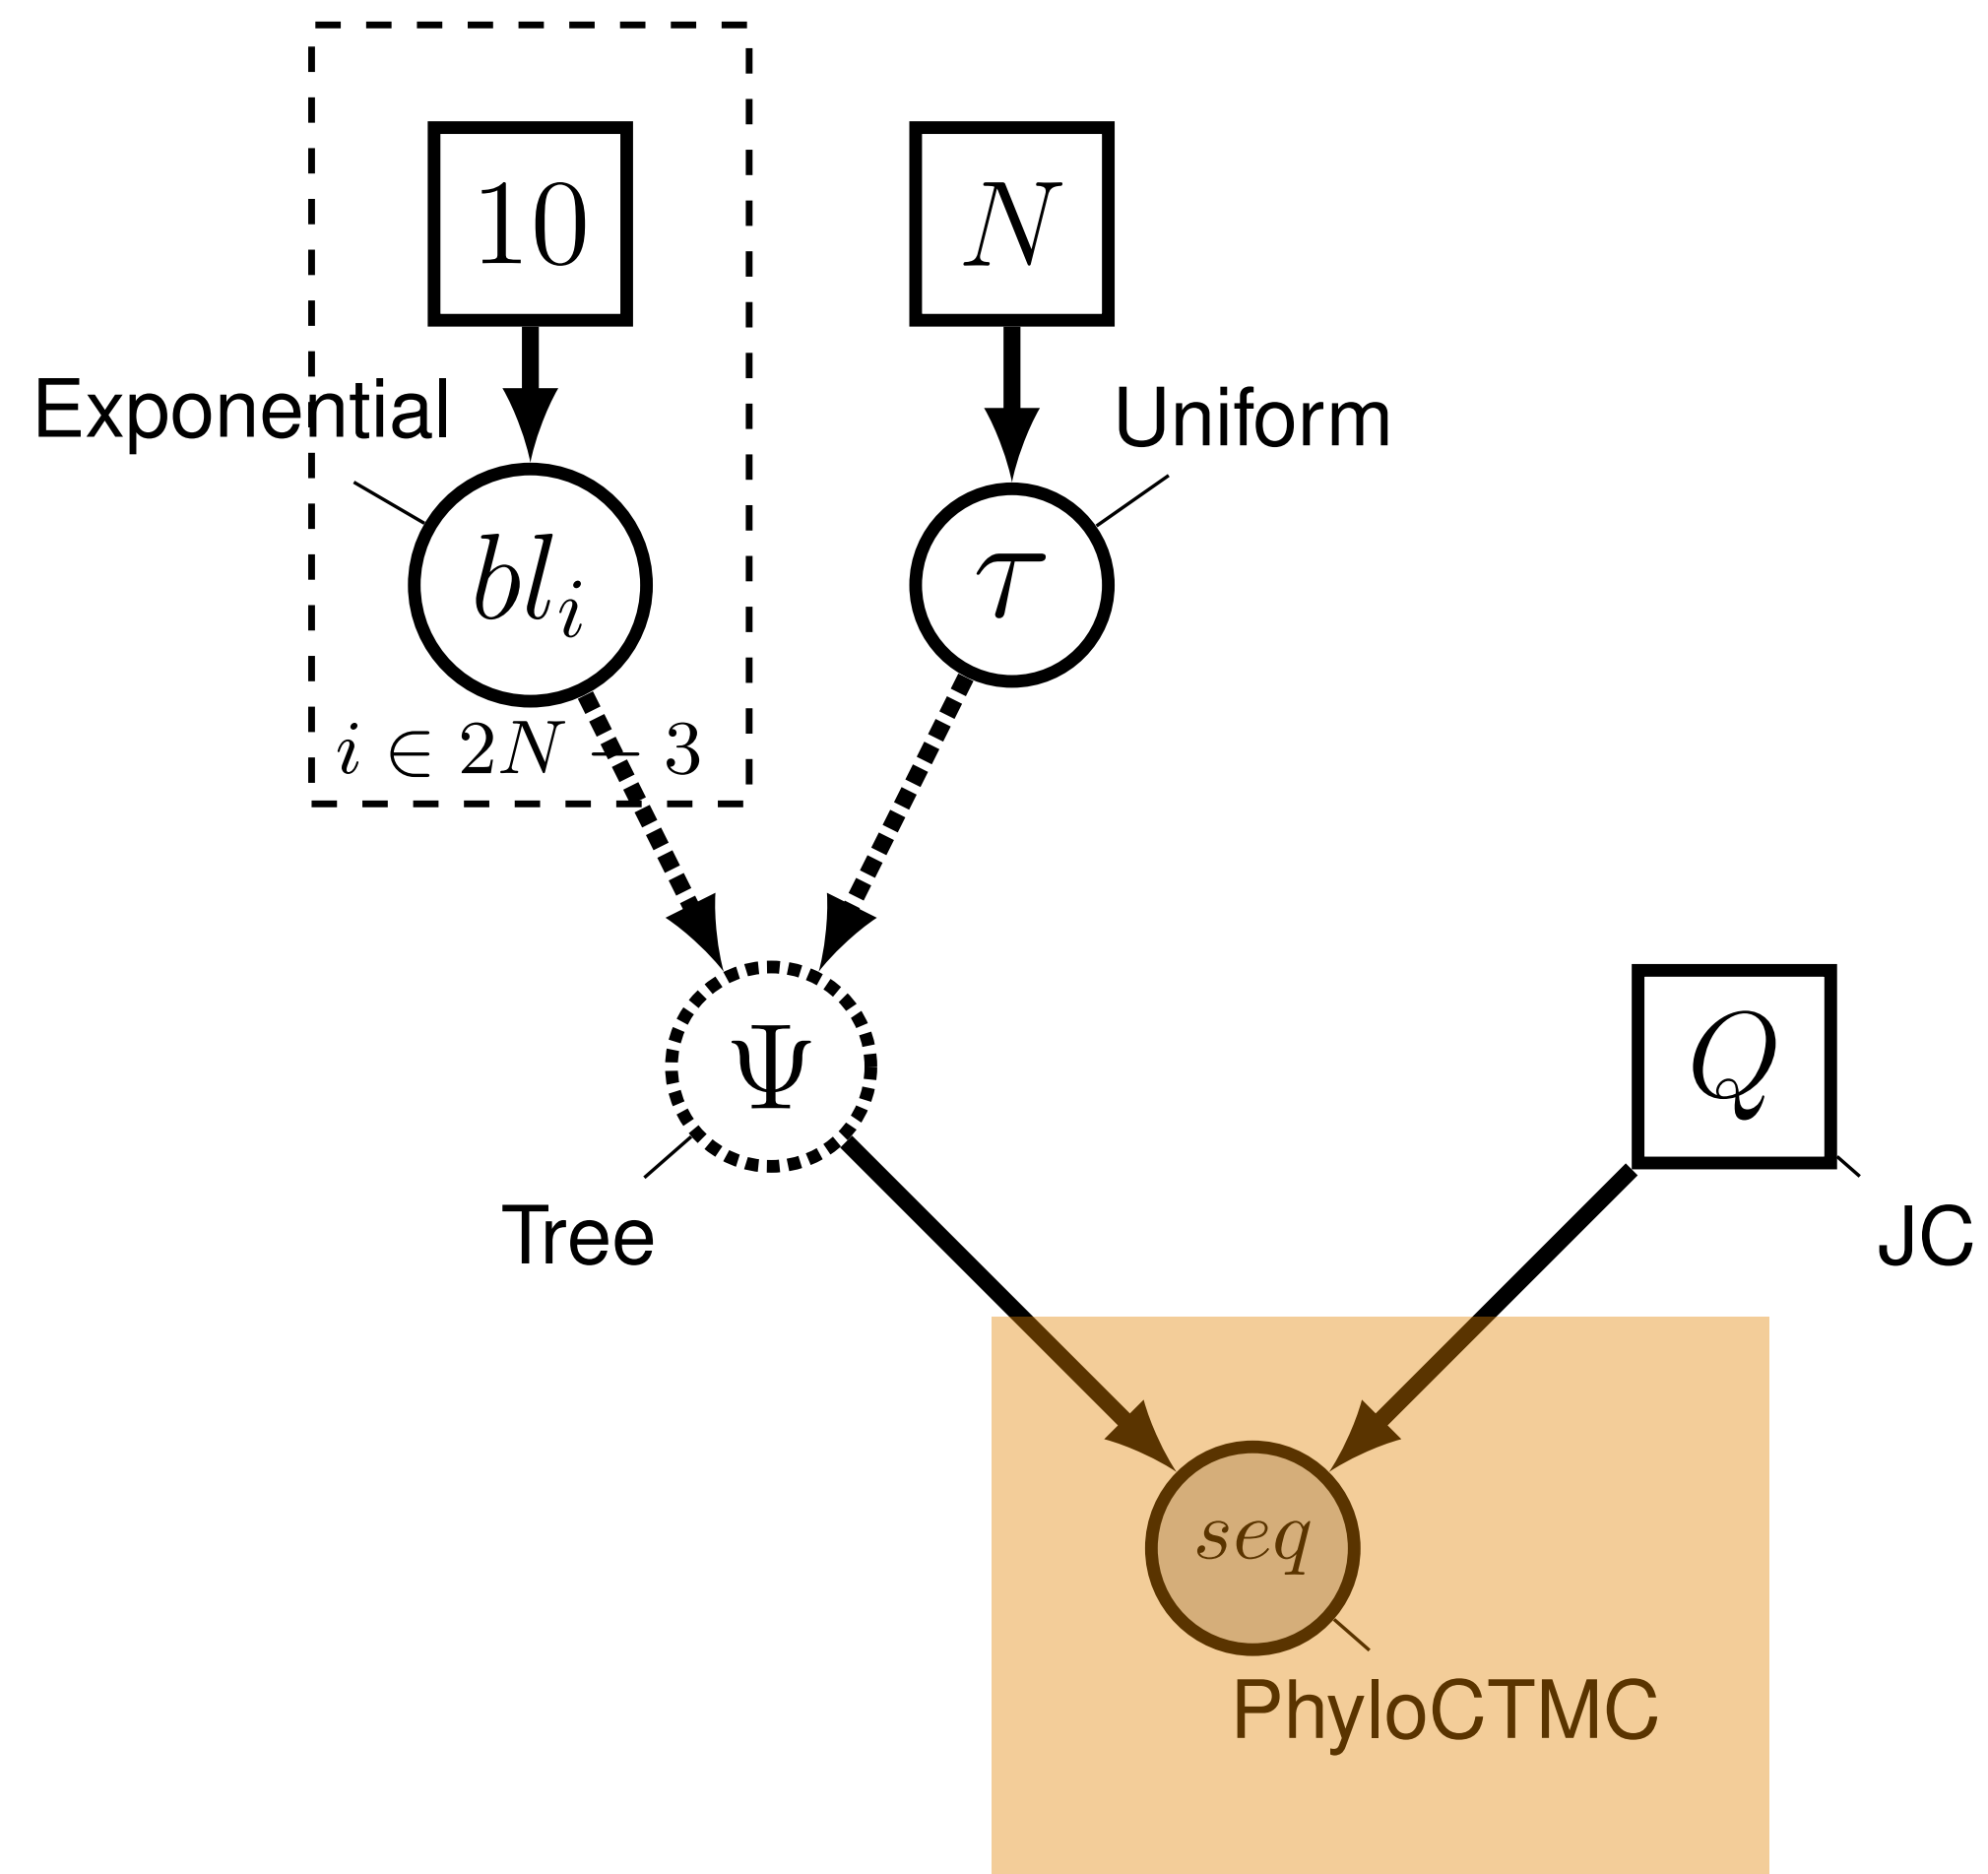 10
N
Exponential
Uniform
bl_i
τ
i ∈ 2N − 3
Ψ
Q
Tree
JC
seq
PhyloCTMC